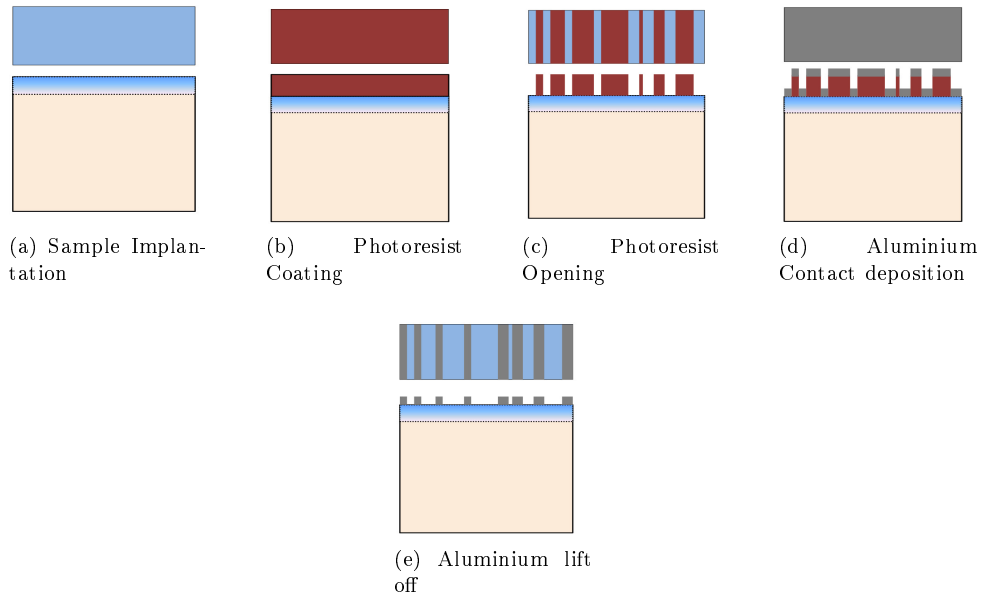 (a) Sample Implan-
tation
(b) Photoresist
Coating
(c) Photoresist
Opening
(d) Aluminium
Contact deposition
(e) Aluminium lift
off